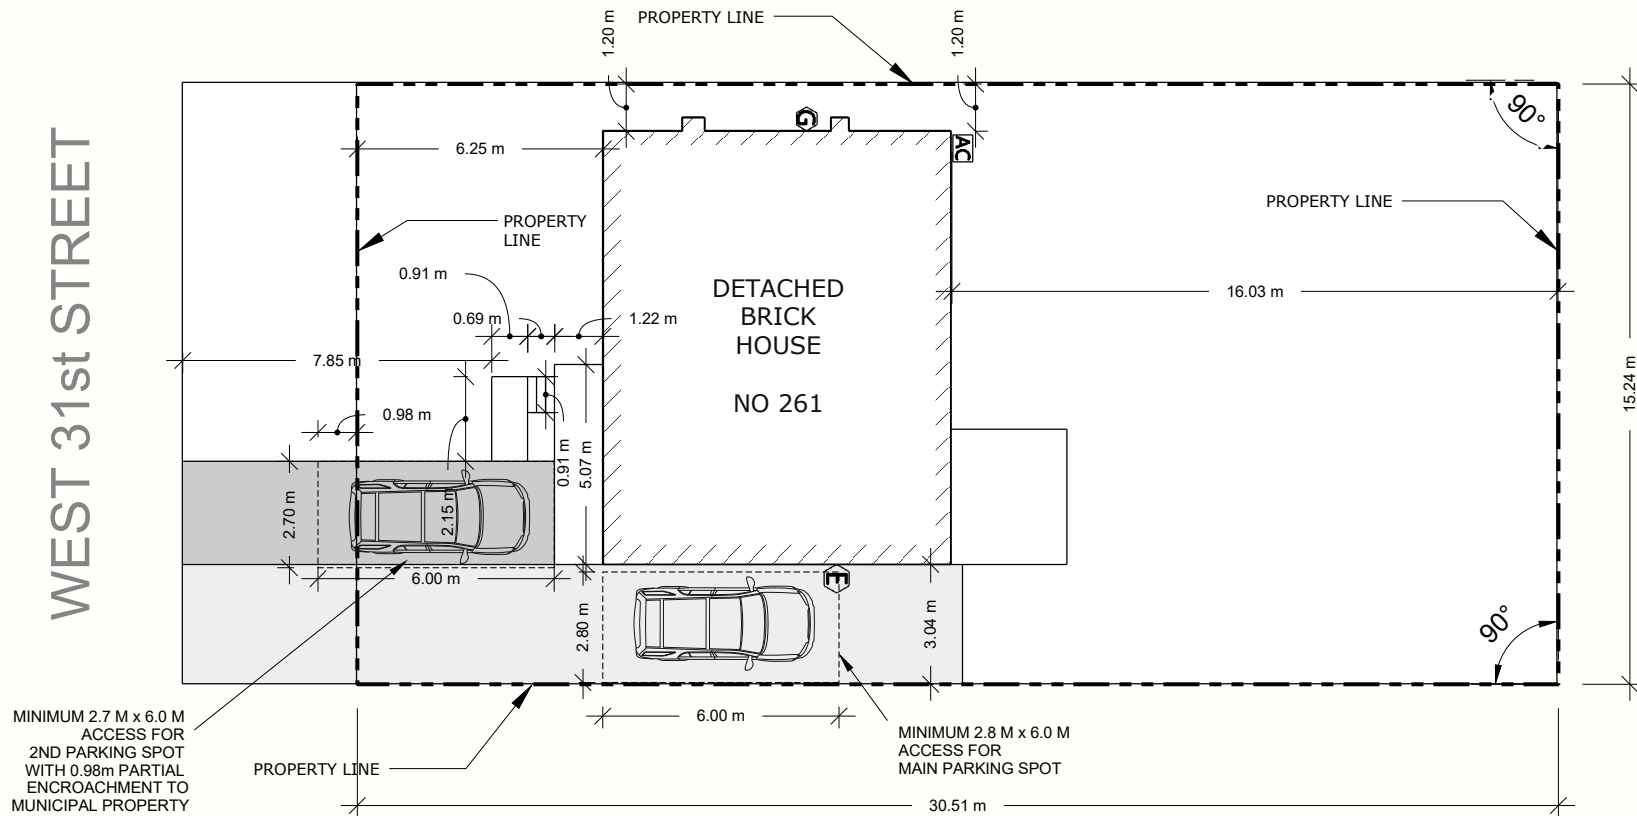 1.20 m
PROPERTY LINE
1.20 m
90°
G
AC
6.25 m
PROPERTY LINE
PROPERTY
LINE
WEST 31st STREET
0.91 m
DETACHED
BRICK
HOUSE
NO 261
16.03 m
0.69 m
1.22 m
7.85 m
15.24 m
0.98 m
0.91 m
5.07 m
2.70 m
2.15 m
6.00 m
E
2.80 m
3.04 m
90°
MINIMUM 2.7 M x 6.0 M
ACCESS FOR
2ND PARKING SPOT
WITH 0.98m PARTIAL
ENCROACHMENT TO
MUNICIPAL PROPERTY
6.00 m
MINIMUM 2.8 M x 6.0 M
ACCESS FOR
MAIN PARKING SPOT
PROPERTY LINE
30.51 m